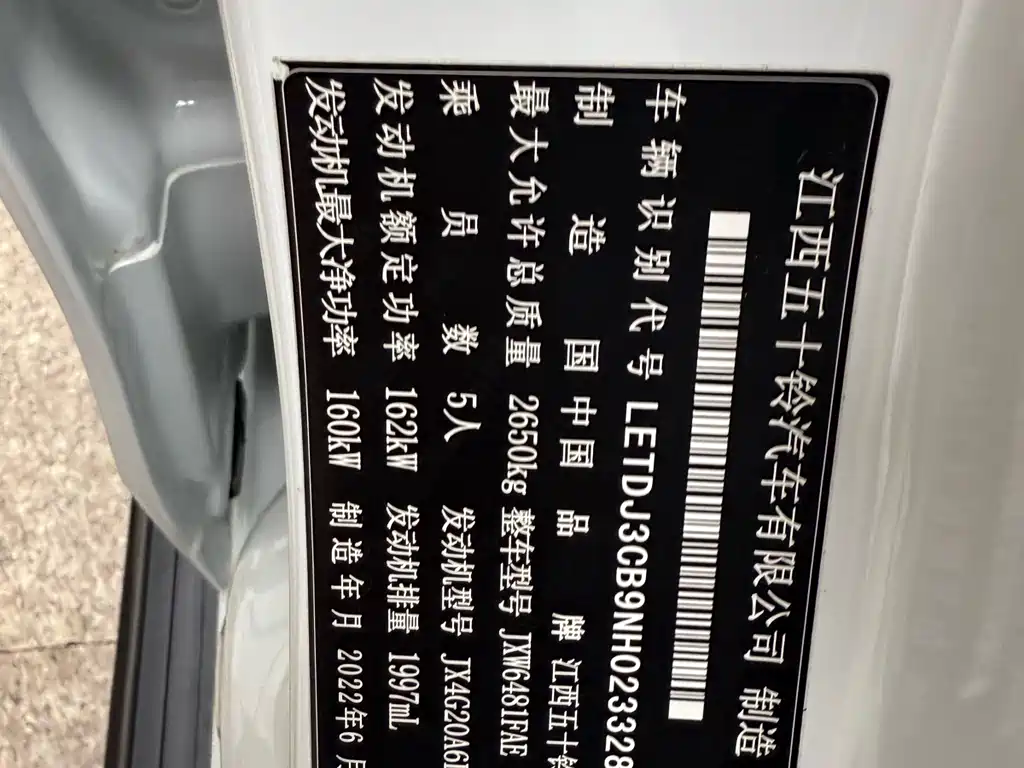 江西五十铃汽车有限公司 制造
车辆识别代号 LETDJ3CB9NH023328
制造国 中国 品牌 江西五十铃
最大允许总质量 2650kg 整车型号 JXW6481FAE
乘员数 5人 发动机型号 JX4G20A6
发动机额定功率 162kW 发动机排量 1997mL
发动机最大净功率 160kW 制造年月 2022年6月